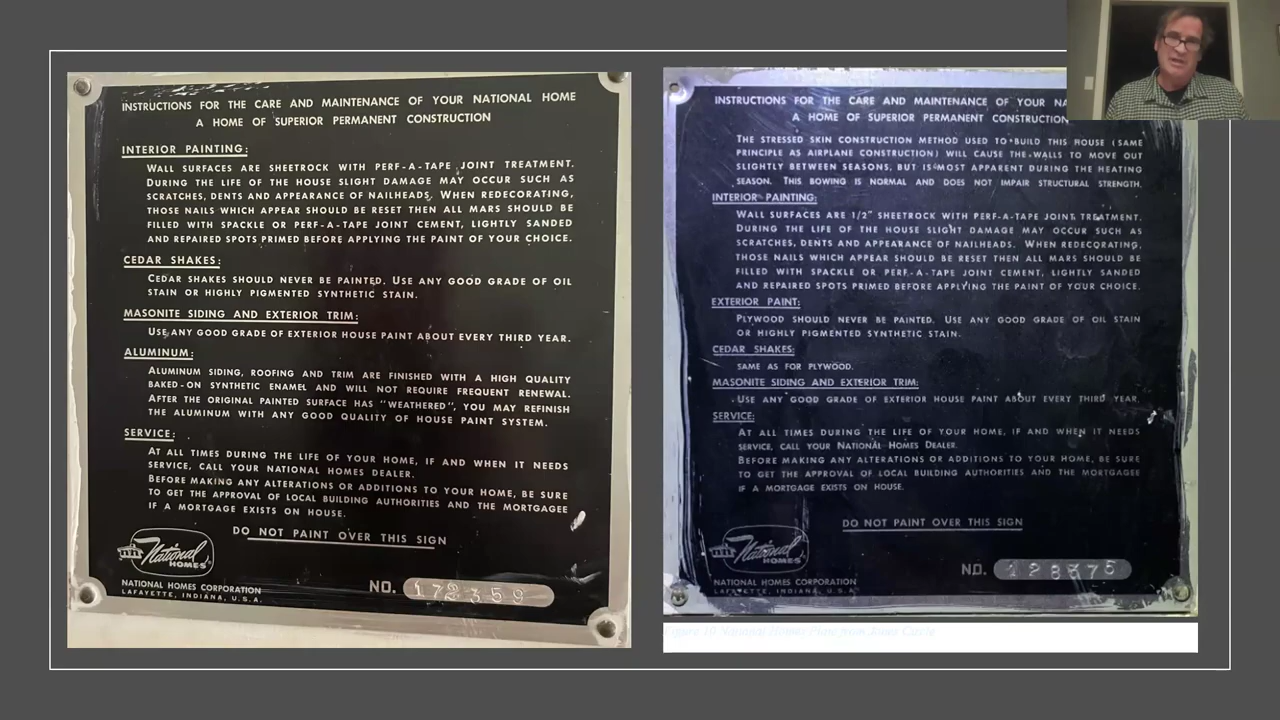 INSTRUCTIONS FOR THE CARE AND MAINTENANCE OF YOUR NATIONAL HOME
A HOME OF SUPERIOR PERMANENT CONSTRUCTION
INTERIOR PAINTING:
WALL SURFACES ARE SHEETROCK WITH PERF-A-TAPE JOINT TREATMENT.
DURING THE LIFE OF THE HOUSE SLIGHT DAMAGE MAY OCCUR SUCH AS
SCRATCHES, DENTS AND APPEARANCE OF NAILHEADS. WHEN REDECORATING,
THOSE NAILS WHICH APPEAR SHOULD BE RESET THEN ALL MARS SHOULD BE
FILLED WITH SPACKLE OR PERF-A-TAPE JOINT CEMENT, LIGHTLY SANDED
AND REPAIRED SPOTS PRIMED BEFORE APPLYING THE PAINT OF YOUR CHOICE.
CEDAR SHAKES:
CEDAR SHAKES SHOULD NEVER BE PAINTED. USE ANY GOOD GRADE OF OIL
STAIN OR HIGHLY PIGMENTED SYNTHETIC STAIN.
MASONITE SIDING AND EXTERIOR TRIM:
USE ANY GOOD GRADE OF EXTERIOR HOUSE PAINT ABOUT EVERY THIRD YEAR.
ALUMINUM:
ALUMINUM SIDING, ROOFING AND TRIM ARE FINISHED WITH A HIGH QUALITY
BAKED-ON SYNTHETIC ENAMEL AND WILL NOT REQUIRE FREQUENT RENEWAL.
AFTER THE ORIGINAL PAINTED SURFACE HAS "WEATHERED", YOU MAY REFINISH
THE ALUMINUM WITH ANY GOOD QUALITY OF HOUSE PAINT SYSTEM.
SERVICE:
AT ALL TIMES DURING THE LIFE OF YOUR HOME, IF AND WHEN IT NEEDS
SERVICE, CALL YOUR NATIONAL HOMES DEALER.
BEFORE MAKING ANY ALTERATIONS OR ADDITIONS TO YOUR HOME, BE SURE
TO GET THE APPROVAL OF LOCAL BUILDING AUTHORITIES AND THE MORTGAGEE
IF A MORTGAGE EXISTS ON HOUSE.
DO NOT PAINT OVER THIS SIGN
National
HOMES
NATIONAL HOMES CORPORATION
LAFAYETTE, INDIANA, U.S.A.
NO. 172359
INSTRUCTIONS FOR THE CARE AND MAINTENANCE OF YOUR NA
A HOME OF SUPERIOR PERMANENT CONSTRUCTION
THE STRESSED SKIN CONSTRUCTION METHOD USED TO BUILD THIS HOUSE (SAME
PRINCIPLE AS AIRPLANE CONSTRUCTION) WILL CAUSE THE WALLS TO MOVE OUT
SLIGHTLY BETWEEN SEASONS, BUT IS MOST APPARENT DURING THE HEATING
SEASON. THIS BOWING IS NORMAL AND DOES NOT IMPAIR STRUCTURAL STRENGTH.
INTERIOR PAINTING:
WALL SURFACES ARE 1/2" SHEETROCK WITH PERF-A-TAPE JOINT TREATMENT.
DURING THE LIFE OF THE HOUSE SLIGHT DAMAGE MAY OCCUR SUCH AS
SCRATCHES, DENTS AND APPEARANCE OF NAILHEADS. WHEN REDECORATING,
THOSE NAILS WHICH APPEAR SHOULD BE RESET THEN ALL MARS SHOULD BE
FILLED WITH SPACKLE OR PERF-A-TAPE JOINT CEMENT, LIGHTLY SANDED
AND REPAIRED SPOTS PRIMED BEFORE APPLYING THE PAINT OF YOUR CHOICE.
EXTERIOR PAINT:
PLYWOOD SHOULD NEVER BE PAINTED. USE ANY GOOD GRADE OF OIL STAIN
OR HIGHLY PIGMENTED SYNTHETIC STAIN.
CEDAR SHAKES:
SAME AS FOR PLYWOOD.
MASONITE SIDING AND EXTERIOR TRIM:
USE ANY GOOD GRADE OF EXTERIOR HOUSE PAINT ABOUT EVERY THIRD YEAR.
SERVICE:
AT ALL TIMES DURING THE LIFE OF YOUR HOME, IF AND WHEN IT NEEDS
SERVICE, CALL YOUR NATIONAL HOMES DEALER.
BEFORE MAKING ANY ALTERATIONS OR ADDITIONS TO YOUR HOME, BE SURE
TO GET THE APPROVAL OF LOCAL BUILDING AUTHORITIES AND THE MORTGAGEE
IF A MORTGAGE EXISTS ON HOUSE.
DO NOT PAINT OVER THIS SIGN
National
HOMES
NATIONAL HOMES CORPORATION
LAFAYETTE, INDIANA, U.S.A.
NO.
National Homes Plate from Jones Circle